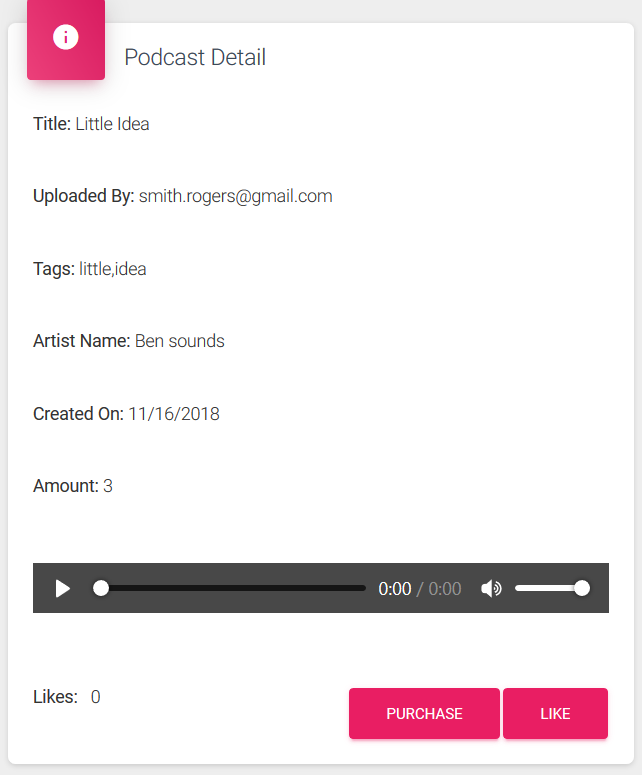 Podcast Detail
Title: Little Idea
Uploaded By: smith.rogers@gmail.com
Tags: little,idea
Artist Name: Ben sounds
Created On: 11/16/2018
Amount: 3
0:00 / 0:00
Likes: 0
PURCHASE
LIKE